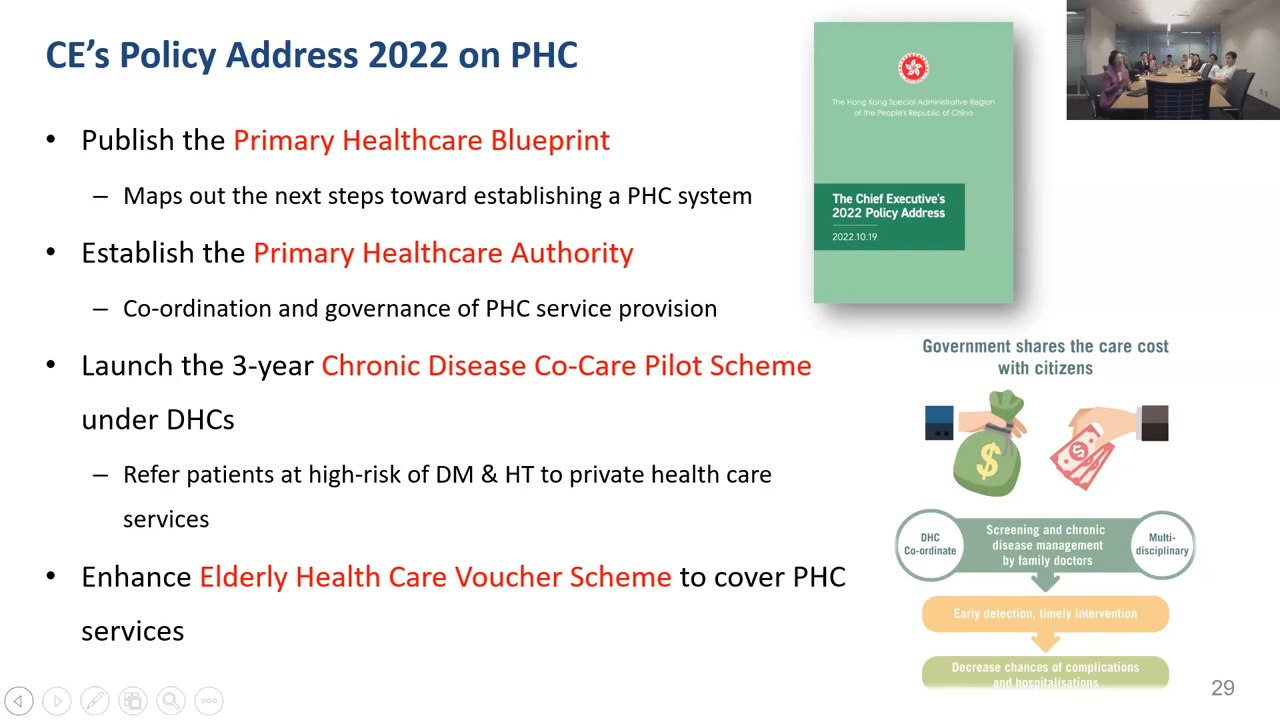 CE's Policy Address 2022 on PHC
• Publish the Primary Healthcare Blueprint
– Maps out the next steps toward establishing a PHC system
• Establish the Primary Healthcare Authority
– Co-ordination and governance of PHC service provision
• Launch the 3-year Chronic Disease Co-Care Pilot Scheme
under DHCs
– Refer patients at high-risk of DM & HT to private health care
services
• Enhance Elderly Health Care Voucher Scheme to cover PHC
services
The Hong Kong Special Administrative Region
of the People's Republic of China
The Chief Executive's
2022 Policy Address
2022.10.19
Government shares the care cost
with citizens
$
$
DHC
Co-ordinate
Screening and chronic
disease management
by family doctors
Multi-
disciplinary
Early detection, timely intervention
Decrease chances of complications
and hospitalisations
29